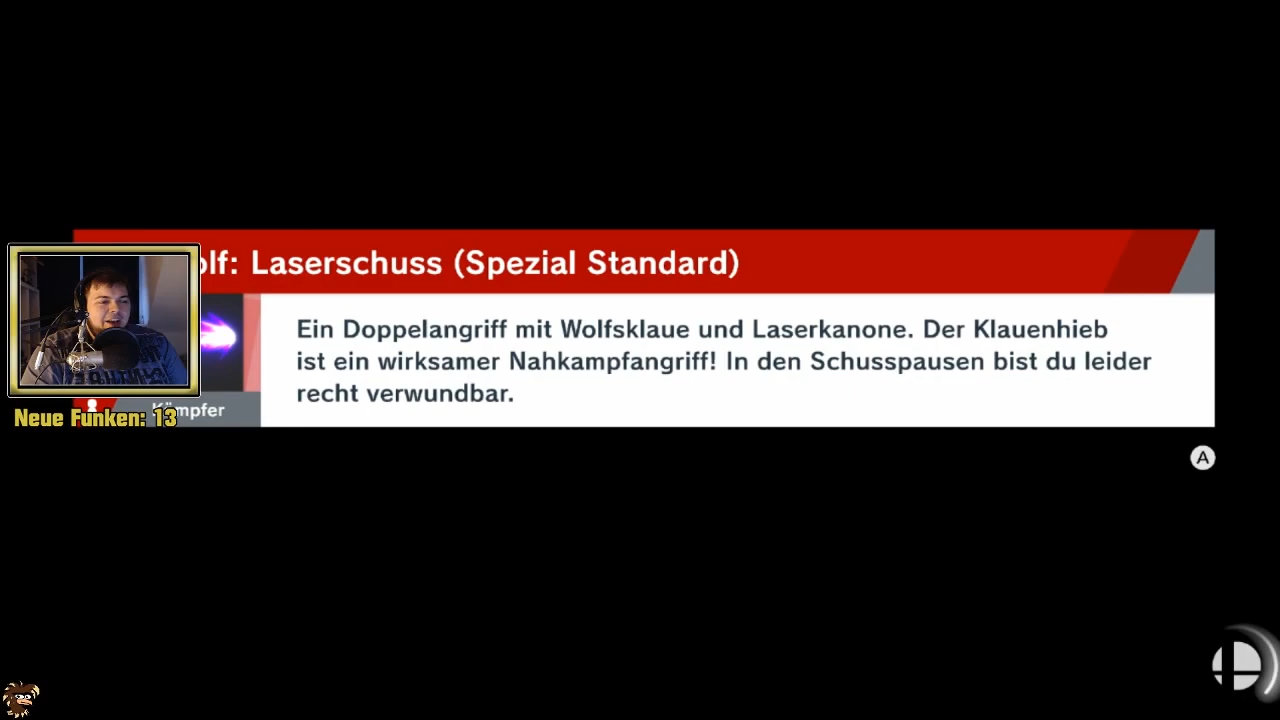 olf: Laserschuss (Spezial Standard)
Ein Doppelangriff mit Wolfsklaue und Laserkanone. Der Klauenhieb
ist ein wirksamer Nahkampfangriff! In den Schusspausen bist du leider
recht verwundbar.
Kämpfer
Neue Funken: 13
A